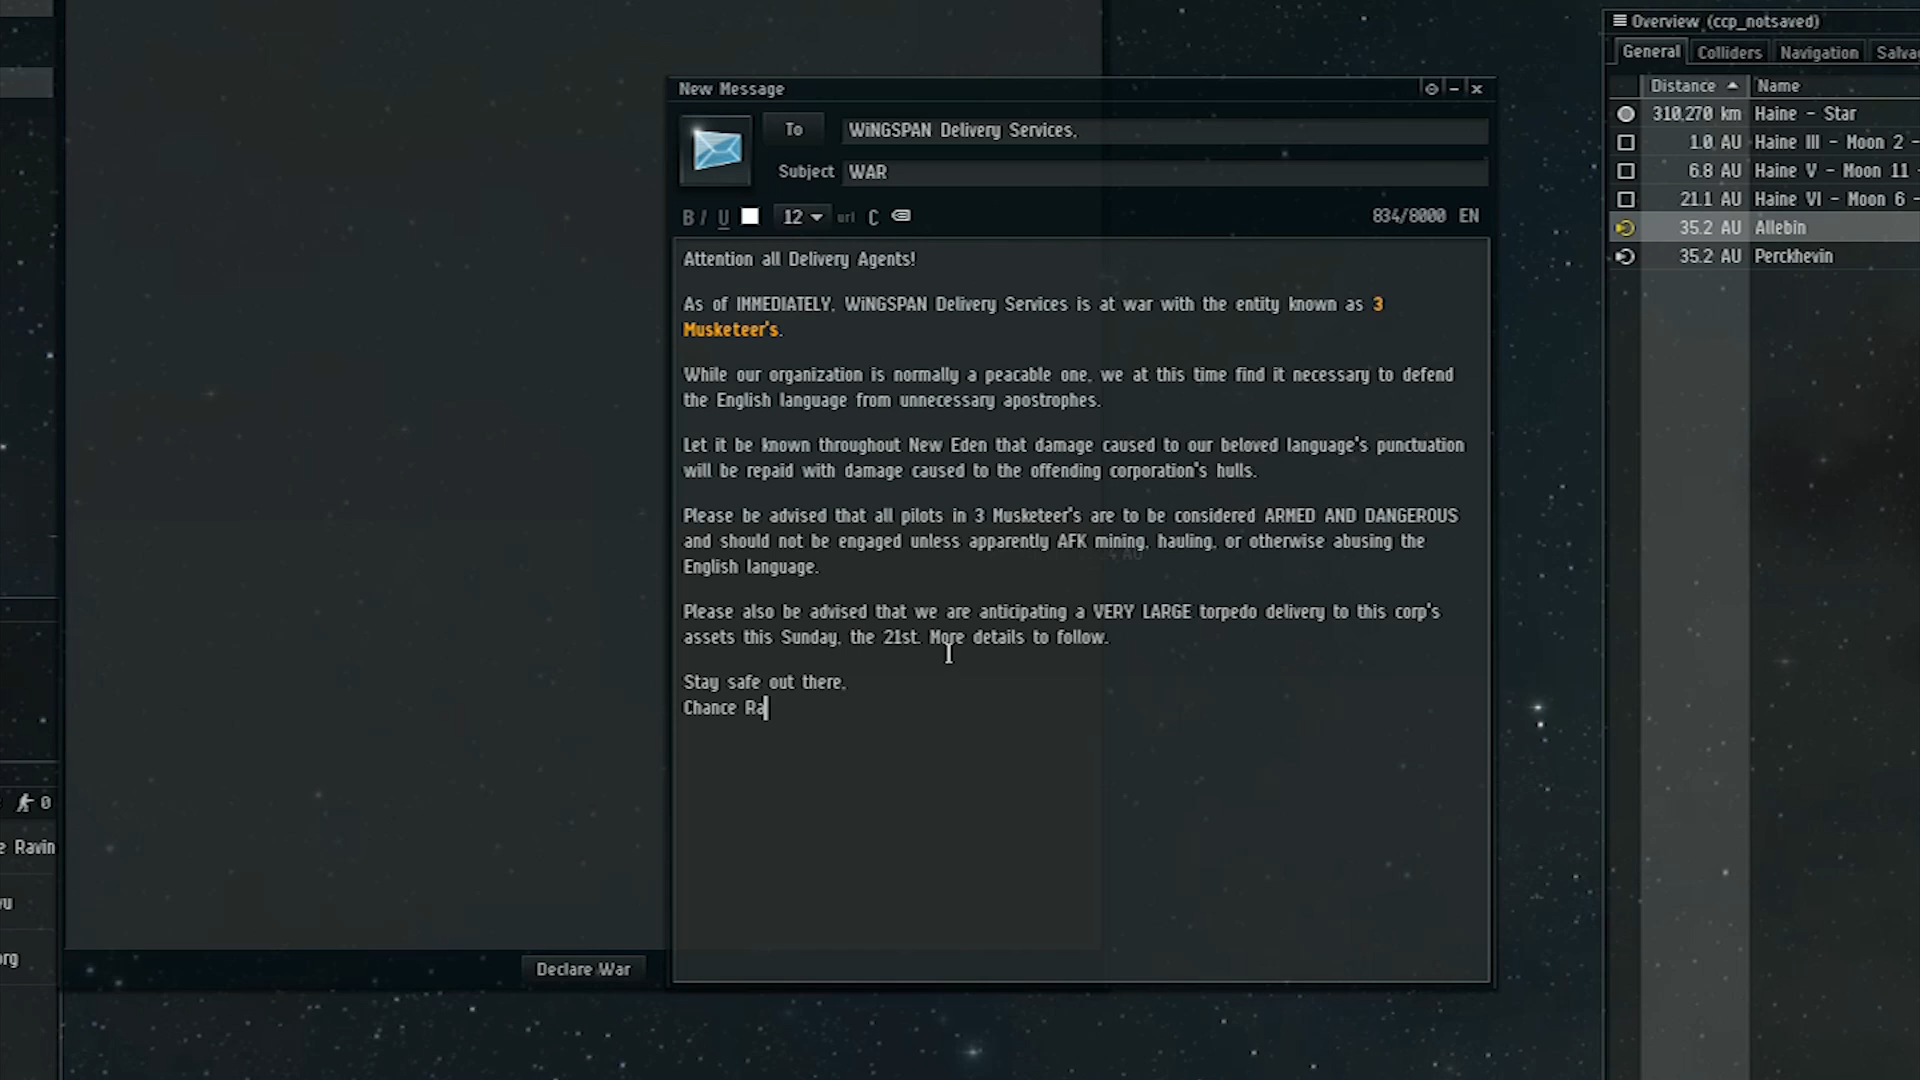 Overview (ccp_notsaved)
General Colliders Navigation Salva
Distance Name
310,270 km Haine - Star
1.0 AU Haine III - Moon 2 -
6.8 AU Haine V - Moon 11 -
21.1 AU Haine VI - Moon 6 -
35.2 AU Allebin
35.2 AU Perckhevin
New Message
To WiNGSPAN Delivery Services,
Subject WAR
B I U 12 url C 834/8000 EN
Attention all Delivery Agents!
As of IMMEDIATELY, WiNGSPAN Delivery Services is at war with the entity known as 3
Musketeer's.
While our organization is normally a peacable one, we at this time find it necessary to defend
the English language from unnecessary apostrophes.
Let it be known throughout New Eden that damage caused to our beloved language's punctuation
will be repaid with damage caused to the offending corporation's hulls.
Please be advised that all pilots in 3 Musketeer's are to be considered ARMED AND DANGEROUS
and should not be engaged unless apparently AFK mining, hauling, or otherwise abusing the
English language.
Please also be advised that we are anticipating a VERY LARGE torpedo delivery to this corp's
assets this Sunday, the 21st. More details to follow.
Stay safe out there,
Chance Ra
Declare War
0
e Ravin
org